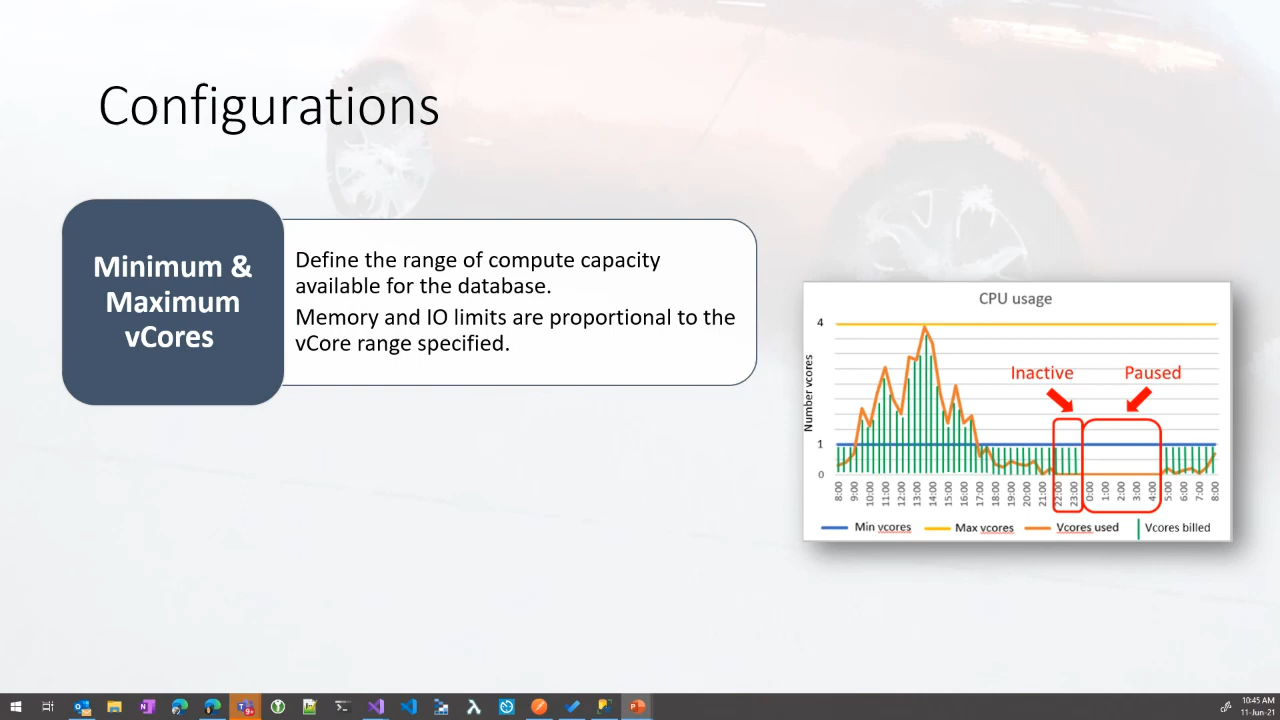 Configurations
Minimum &
Maximum
vCores
Define the range of compute capacity
available for the database.
Memory and IO limits are proportional to the
vCore range specified.
CPU usage
Number vcores
4
1
0
Inactive
Paused
8:00
9:00
10:00
11:00
12:00
13:00
14:00
15:00
16:00
17:00
18:00
19:00
20:00
21:00
22:00
23:00
0:00
1:00
2:00
3:00
4:00
5:00
6:00
7:00
8:00
Min vcores
Max vcores
Vcores used
Vcores billed
10:45 AM
11-Jun-21